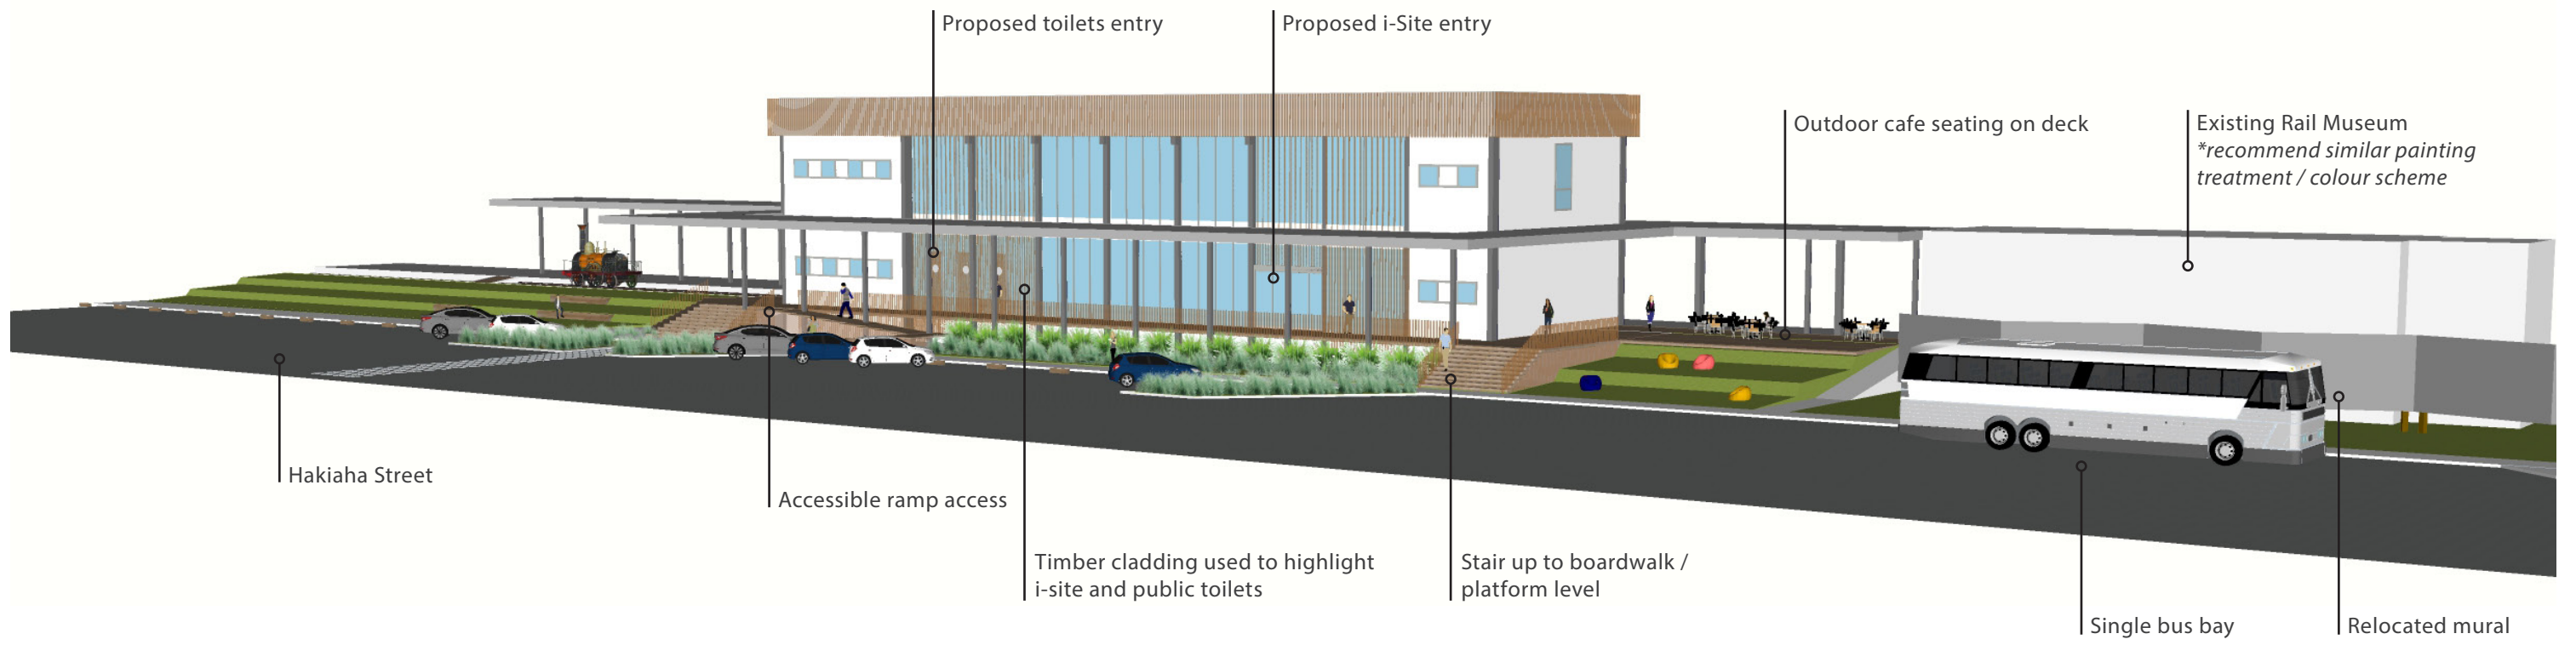 Proposed toilets entry
Proposed i-Site entry
Outdoor cafe seating on deck
Existing Rail Museum
*recommend similar painting
treatment / colour scheme
Hakiaha Street
Accessible ramp access
Timber cladding used to highlight
i-site and public toilets
Stair up to boardwalk /
platform level
Single bus bay
Relocated mural